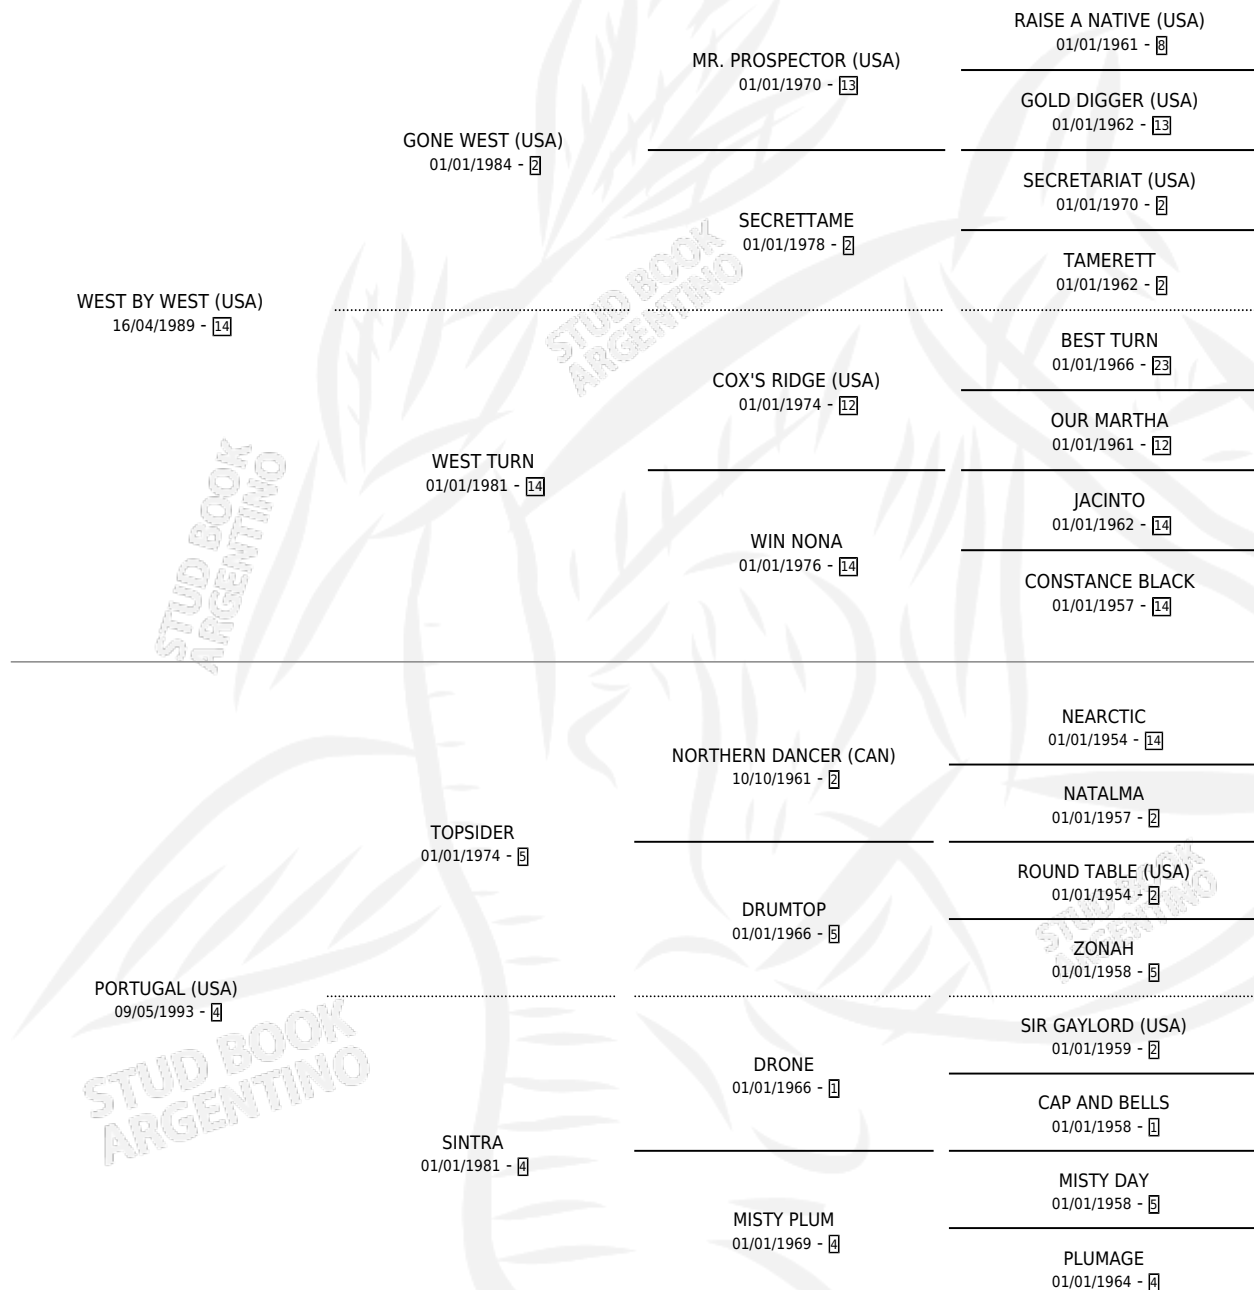 RAISE A NATIVE (USA)
01/01/1961 - 8
MR. PROSPECTOR (USA)
01/01/1970 - 13
GOLD DIGGER (USA)
01/01/1962 - 13
GONE WEST (USA)
01/01/1984 - 2
SECRETARIAT (USA)
01/01/1970 - 2
SECRETTAME
01/01/1978 - 2
TAMERETT
01/01/1962 - 2
WEST BY WEST (USA)
16/04/1989 - 14
BEST TURN
01/01/1966 - 23
COX'S RIDGE (USA)
01/01/1974 - 12
OUR MARTHA
01/01/1961 - 12
WEST TURN
01/01/1981 - 14
JACINTO
01/01/1962 - 14
WIN NONA
01/01/1976 - 14
CONSTANCE BLACK
01/01/1957 - 14
NEARCTIC
01/01/1954 - 14
NORTHERN DANCER (CAN)
10/10/1961 - 2
NATALMA
01/01/1957 - 2
TOPSIDER
01/01/1974 - 5
ROUND TABLE (USA)
01/01/1954 - 2
DRUMTOP
01/01/1966 - 5
ZONAH
01/01/1958 - 5
PORTUGAL (USA)
09/05/1993 - 4
SIR GAYLORD (USA)
01/01/1959 - 2
DRONE
01/01/1966 - 1
CAP AND BELLS
01/01/1958 - 1
SINTRA
01/01/1981 - 4
MISTY DAY
01/01/1958 - 5
MISTY PLUM
01/01/1969 - 4
PLUMAGE
01/01/1964 - 4
STUD BOOK
ARGENTINO
STUD BOOK
ARGENTINO
STUD BOOK
ARGENTINO
STUD BOOK
ARGENTINO